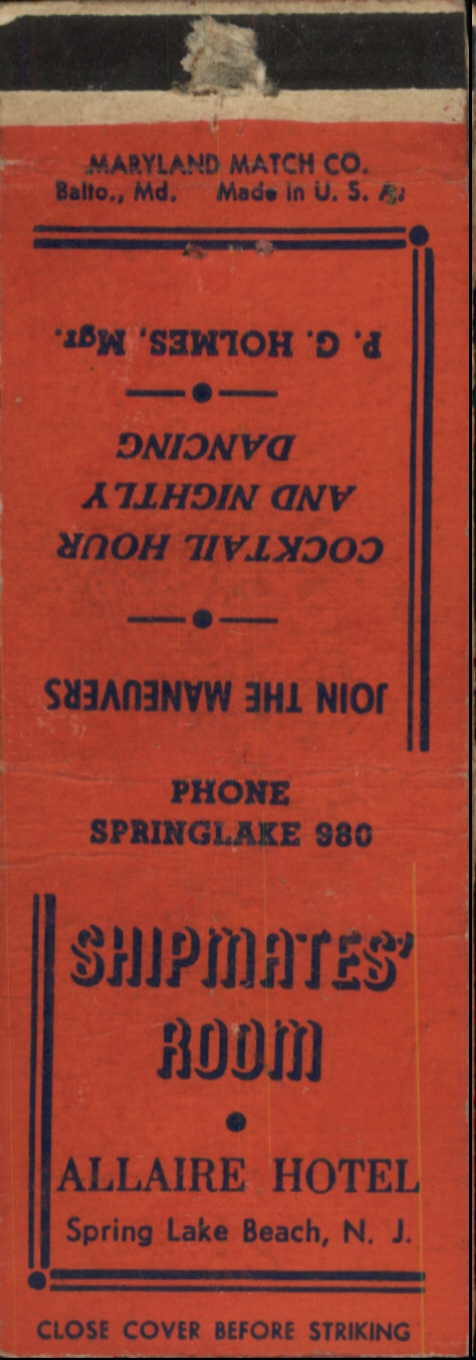 MARYLAND MATCH CO.
Balto., Md. Made in U. S. A.
JOIN THE MANEUVERS
COCKTAIL HOUR
AND NIGHTLY
DANCING
P. G. HOLMES, Mgr.
PHONE
SPRINGLAKE 980
SHIPMATES'
ROOM
ALLAIRE HOTEL
Spring Lake Beach, N. J.
CLOSE COVER BEFORE STRIKING